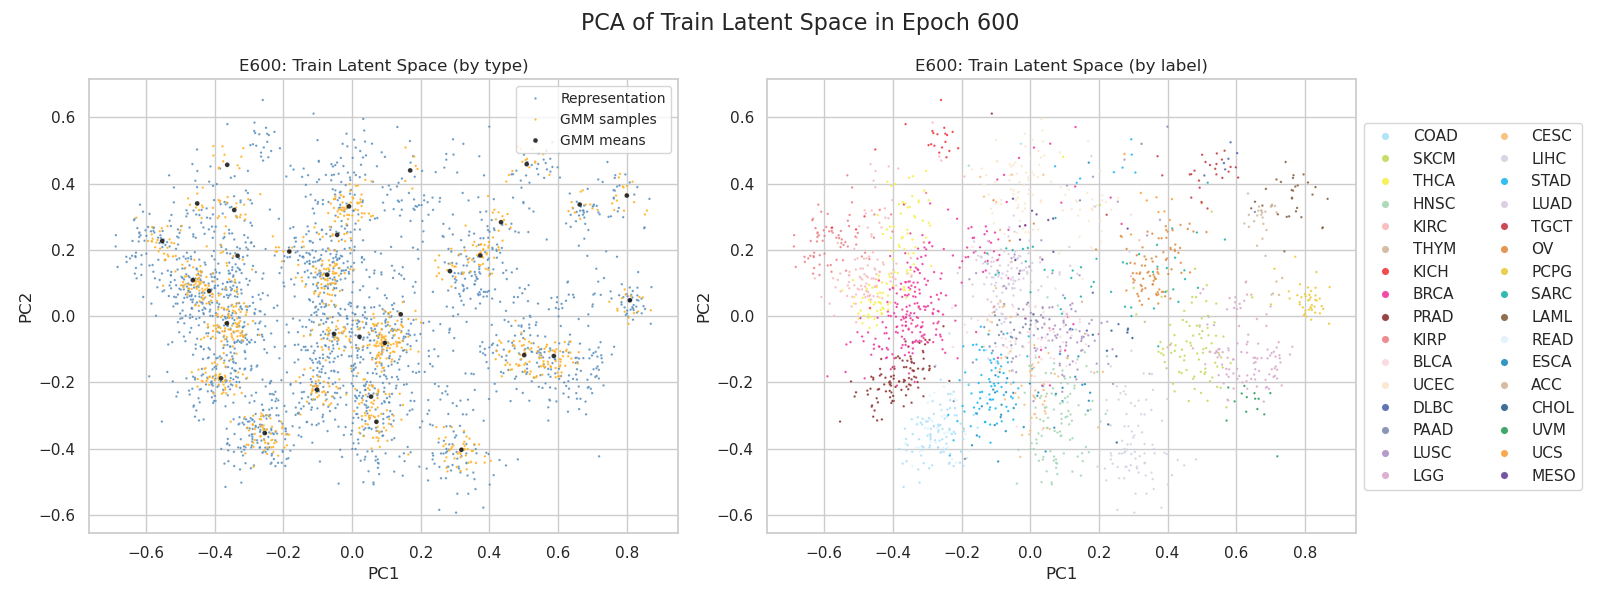 PCA of Train Latent Space in Epoch 600
E600: Train Latent Space (by type)
Representation
GMM samples
GMM means
PC2
0.6
0.4
0.2
0.0
−0.2
−0.4
−0.6
−0.6 −0.4 −0.2 0.0 0.2 0.4 0.6 0.8
PC1
E600: Train Latent Space (by label)
PC2
0.6
0.4
0.2
0.0
−0.2
−0.4
−0.6
−0.6 −0.4 −0.2 0.0 0.2 0.4 0.6 0.8
PC1
COAD CESC
SKCM LIHC
THCA STAD
HNSC LUAD
KIRC TGCT
THYM OV
KICH PCPG
BRCA SARC
PRAD LAML
KIRP READ
BLCA ESCA
UCEC ACC
DLBC CHOL
PAAD UVM
LUSC UCS
LGG MESO